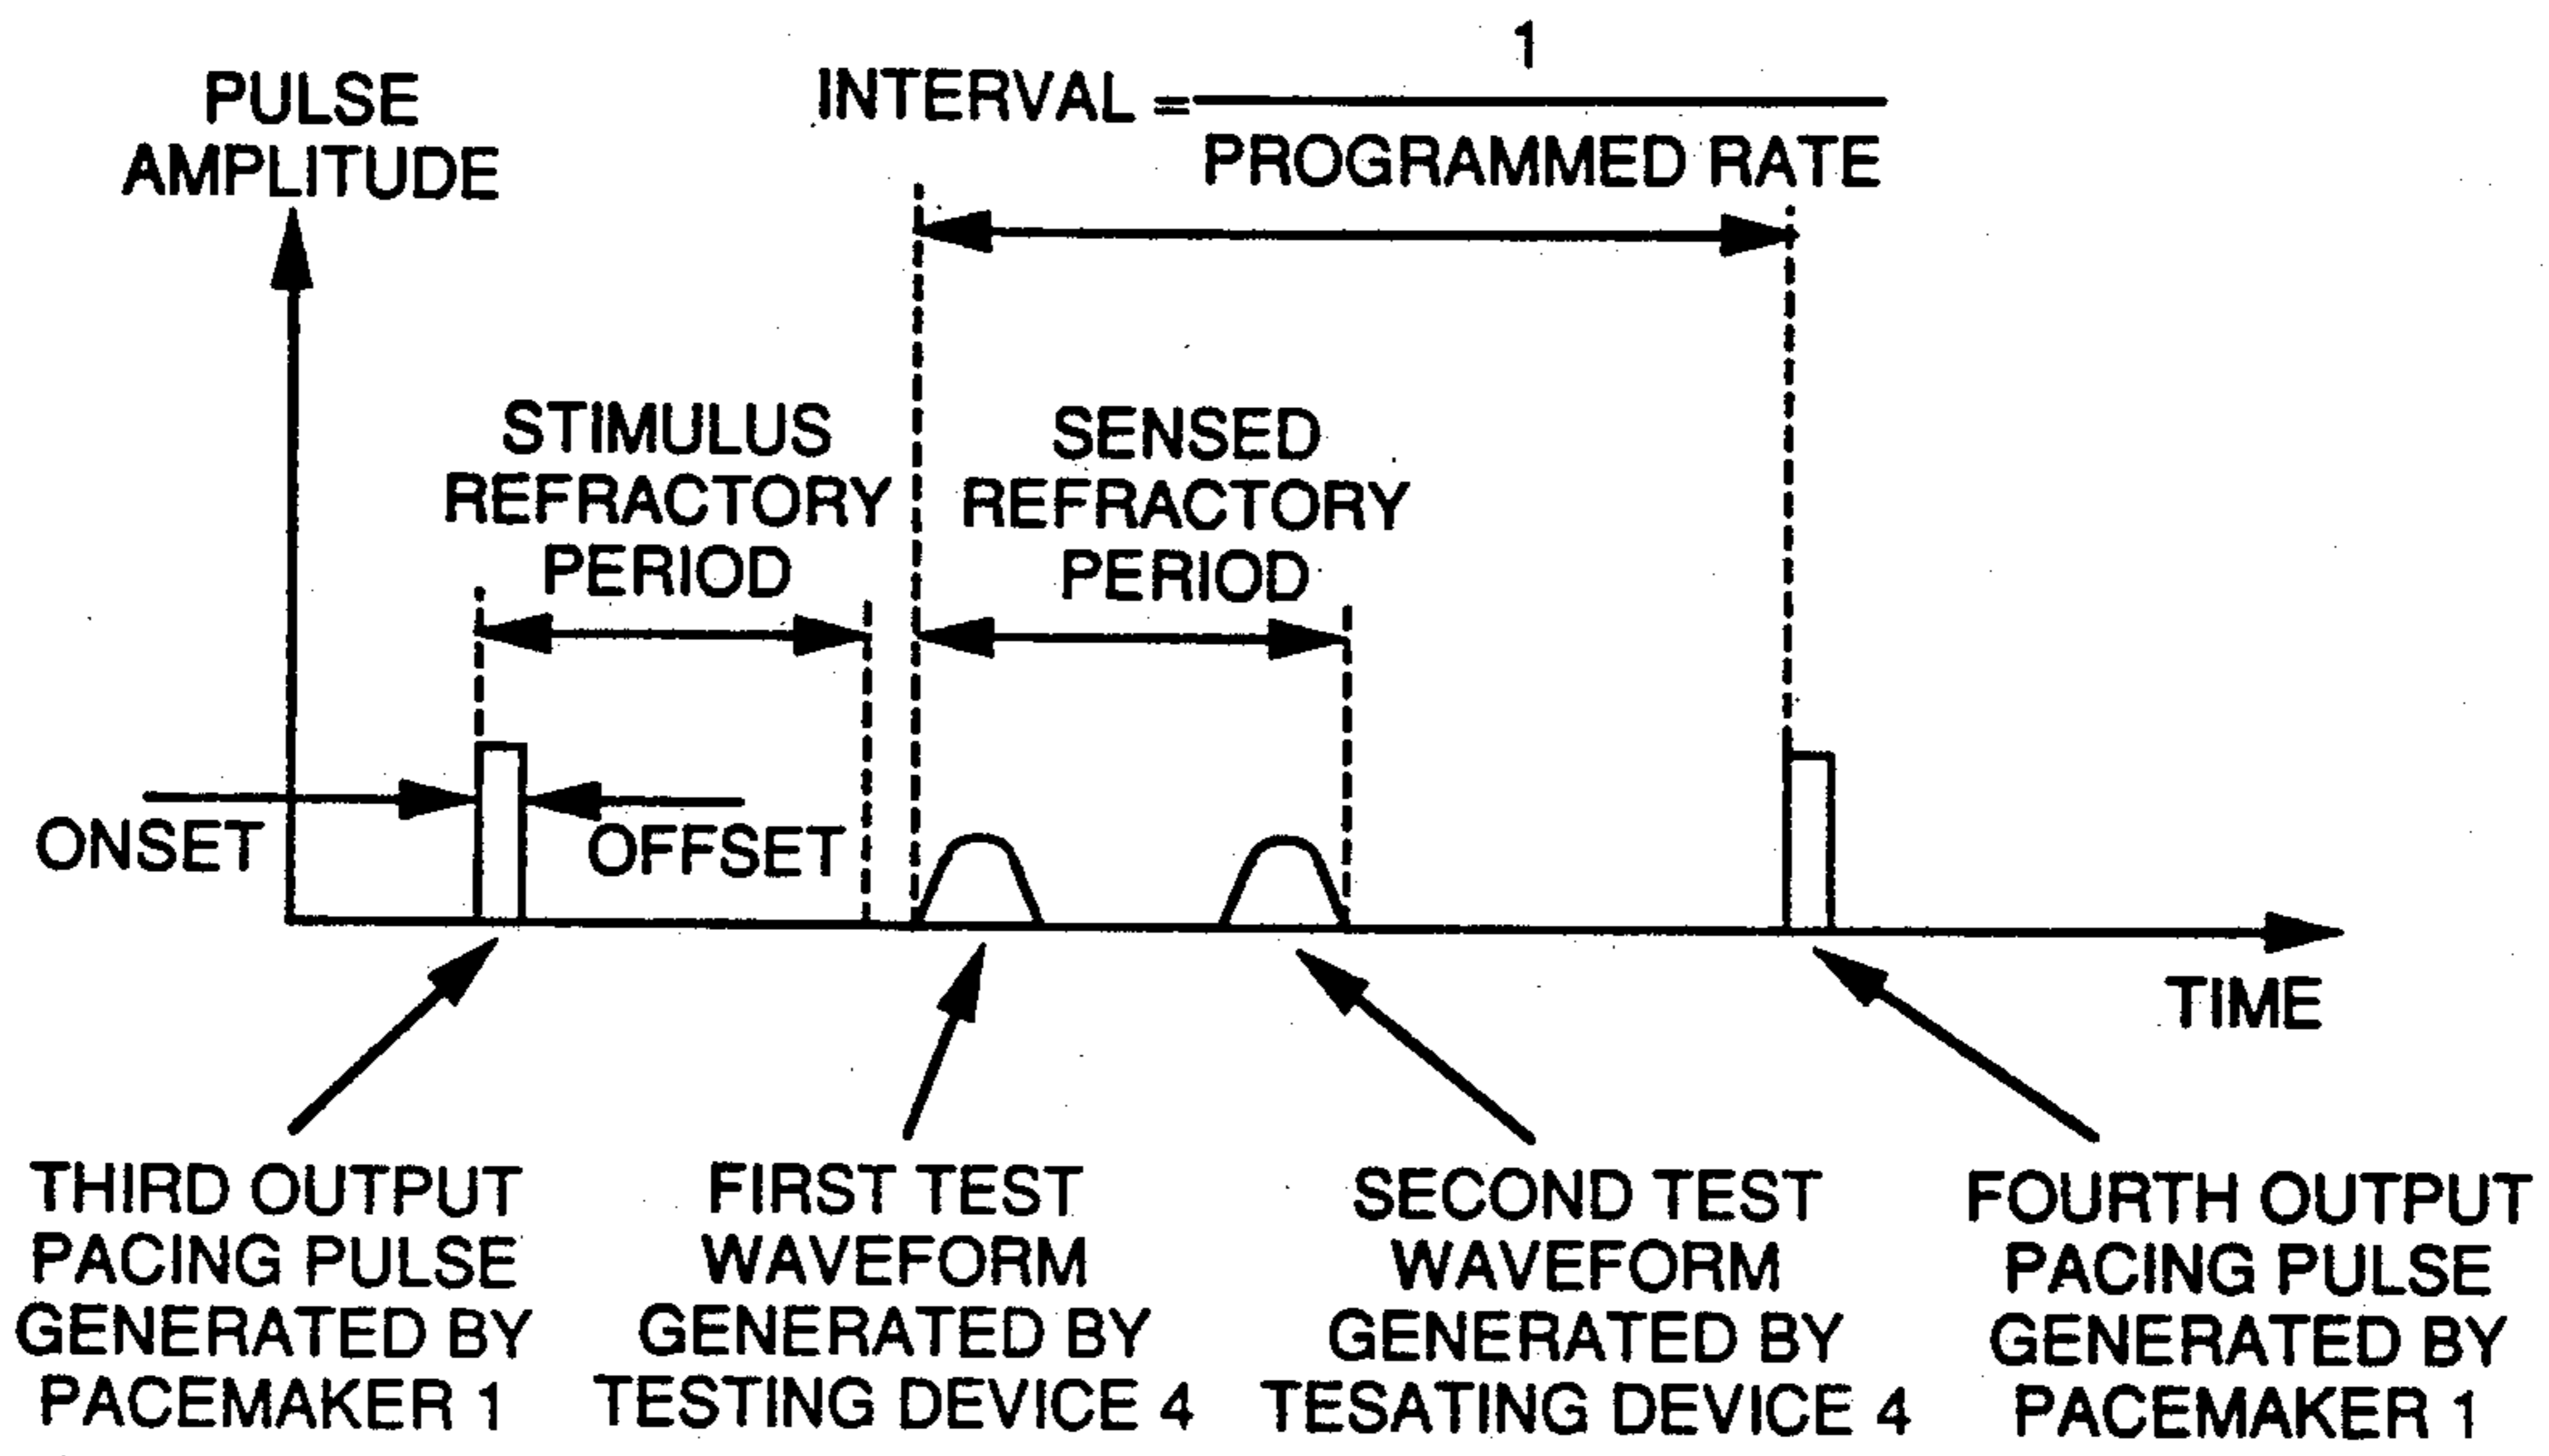 PULSE
AMPLITUDE
INTERVAL = 1
PROGRAMMED RATE
STIMULUS
REFRACTORY
PERIOD
SENSED
REFRACTORY
PERIOD
ONSET
OFFSET
TIME
THIRD OUTPUT
PACING PULSE
GENERATED BY
PACEMAKER 1
FIRST TEST
WAVEFORM
GENERATED BY
TESTING DEVICE 4
SECOND TEST
WAVEFORM
GENERATED BY
TESATING DEVICE 4
FOURTH OUTPUT
PACING PULSE
GENERATED BY
PACEMAKER 1